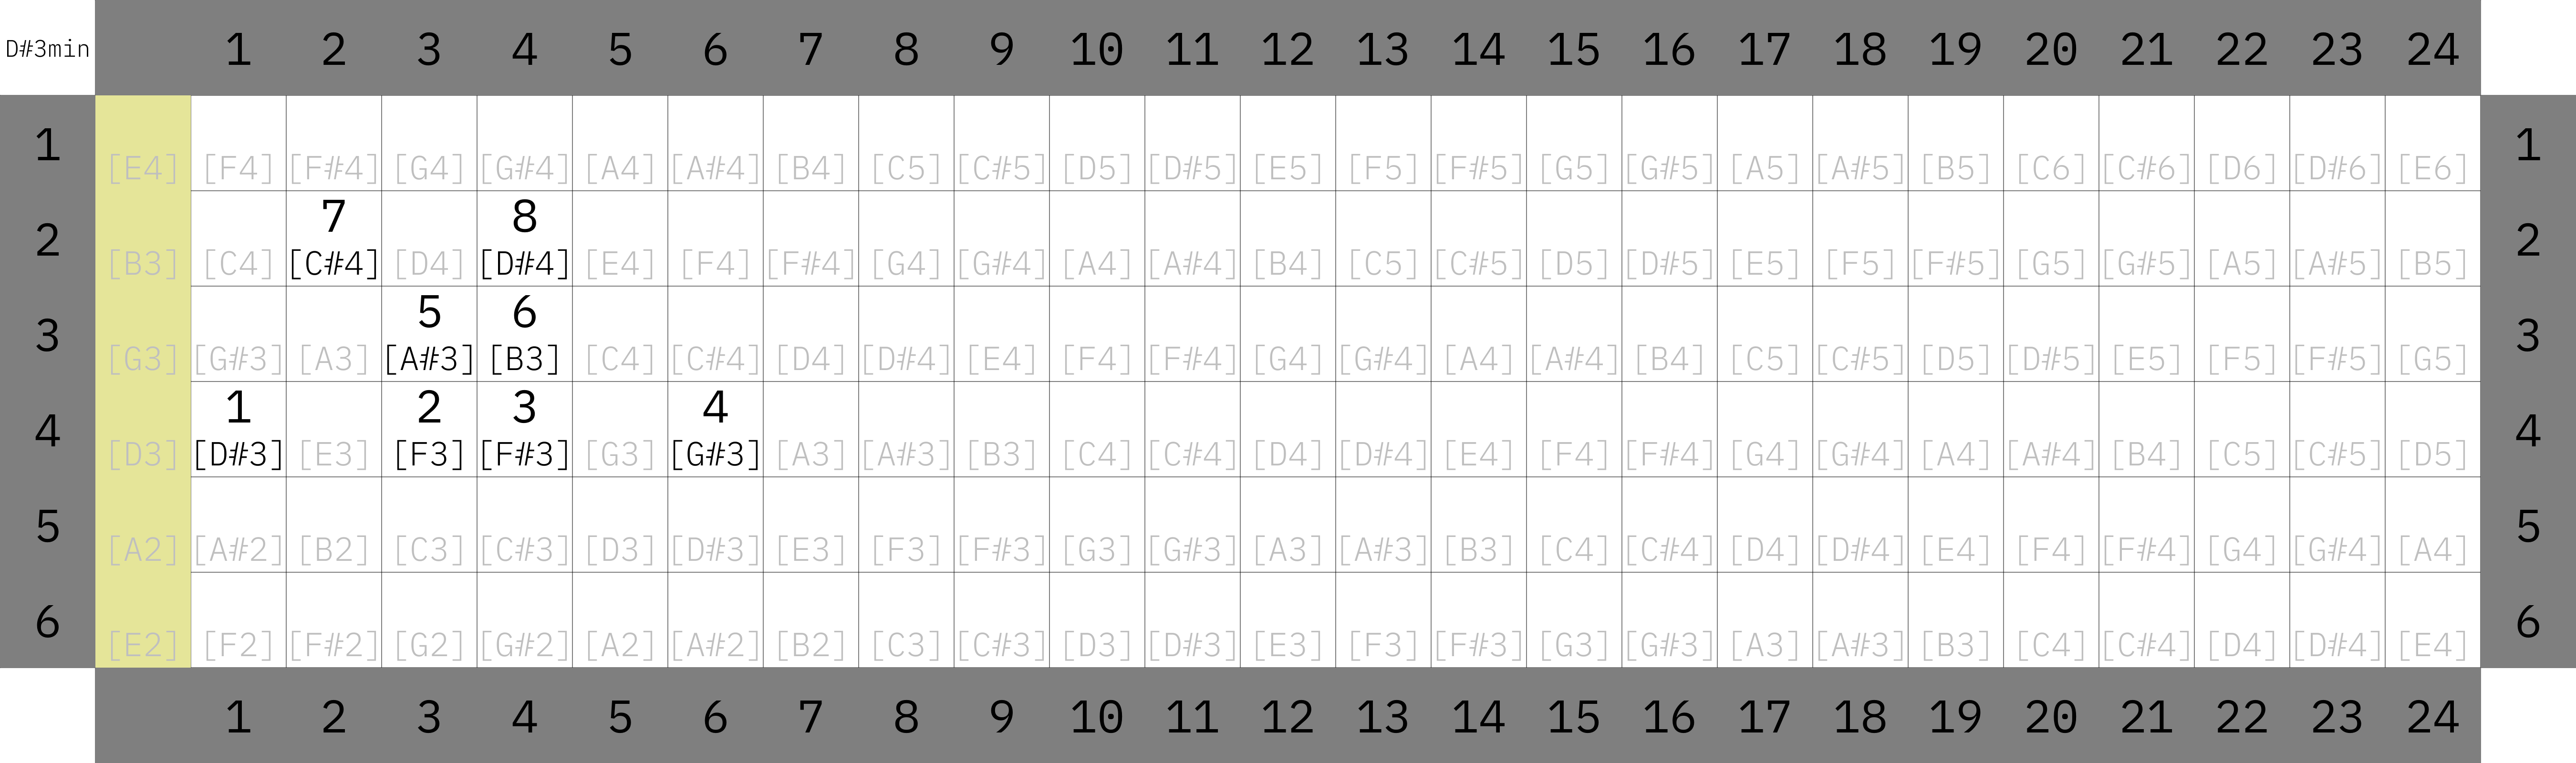 D#3min 1 2 3 4 5 6 7 8 9 10 11 12 13 14 15 16 17 18 19 20 21 22 23 24
1 [E4] [F4] [F#4] [G4] [G#4] [A4] [A#4] [B4] [C5] [C#5] [D5] [D#5] [E5] [F5] [F#5] [G5] [G#5] [A5] [A#5] [B5] [C6] [C#6] [D6] [D#6] [E6] 1
7 8
2 [B3] [C4] [C#4] [D4] [D#4] [E4] [F4] [F#4] [G4] [G#4] [A4] [A#4] [B4] [C5] [C#5] [D5] [D#5] [E5] [F5] [F#5] [G5] [G#5] [A5] [A#5] [B5] 2
5 6
3 [G3] [G#3] [A3] [A#3] [B3] [C4] [C#4] [D4] [D#4] [E4] [F4] [F#4] [G4] [G#4] [A4] [A#4] [B4] [C5] [C#5] [D5] [D#5] [E5] [F5] [F#5] [G5] 3
1 2 3 4
4 [D3] [D#3] [E3] [F3] [F#3] [G3] [G#3] [A3] [A#3] [B3] [C4] [C#4] [D4] [D#4] [E4] [F4] [F#4] [G4] [G#4] [A4] [A#4] [B4] [C5] [C#5] [D5] 4
5 [A2] [A#2] [B2] [C3] [C#3] [D3] [D#3] [E3] [F3] [F#3] [G3] [G#3] [A3] [A#3] [B3] [C4] [C#4] [D4] [D#4] [E4] [F4] [F#4] [G4] [G#4] [A4] 5
6 [E2] [F2] [F#2] [G2] [G#2] [A2] [A#2] [B2] [C3] [C#3] [D3] [D#3] [E3] [F3] [F#3] [G3] [G#3] [A3] [A#3] [B3] [C4] [C#4] [D4] [D#4] [E4] 6
1 2 3 4 5 6 7 8 9 10 11 12 13 14 15 16 17 18 19 20 21 22 23 24